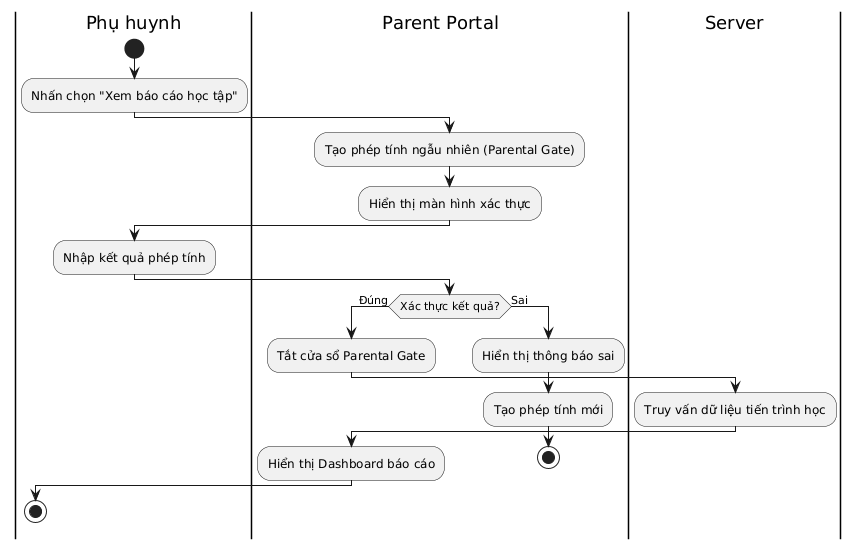 Phụ huynh
Parent Portal
Server
Nhấn chọn "Xem báo cáo học tập"
Tạo phép tính ngẫu nhiên (Parental Gate)
Hiển thị màn hình xác thực
Nhập kết quả phép tính
Đúng
Xác thực kết quả?
Sai
Tắt cửa sổ Parental Gate
Hiển thị thông báo sai
Tạo phép tính mới
Truy vấn dữ liệu tiến trình học
Hiển thị Dashboard báo cáo